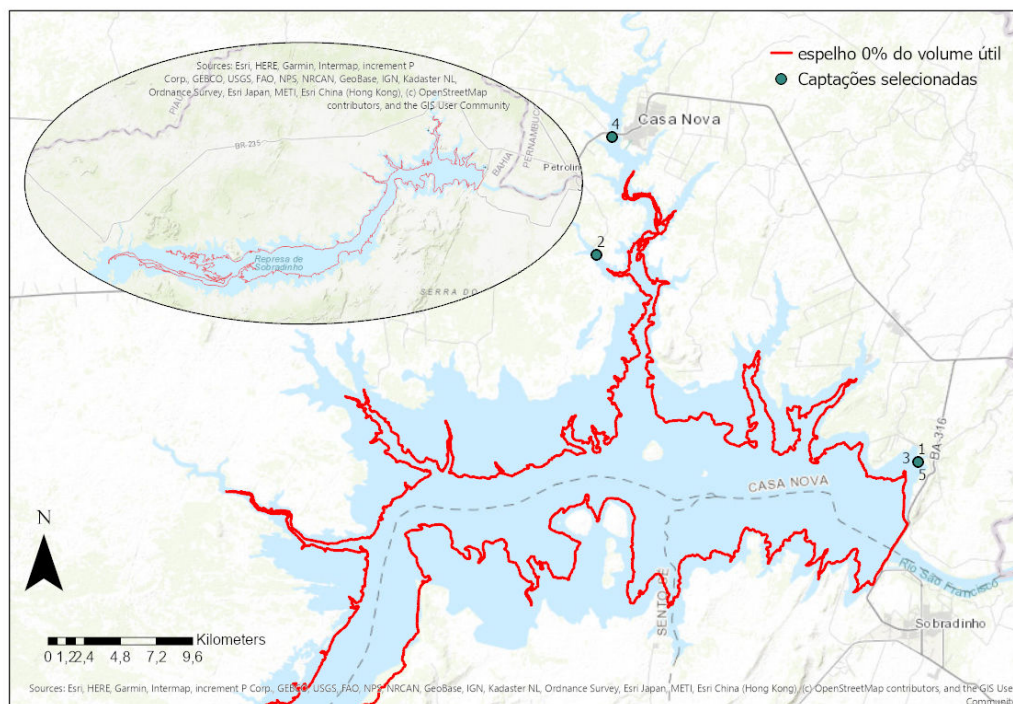 Sources: Esri, HERE, Garmin, Intermap, increment P
Corp., GEBCO, USGS, FAO, NPS, NRCAN, GeoBase, IGN, Kadaster NL,
Ordnance Survey, Esri Japan, METI, Esri China (Hong Kong), (c) OpenStreetMap
contributors, and the GIS User Community
PIAU
BR-235
BAHIA
PERNAMBUCO
Petrolin
Represa de
Sobradinho
SERRA DO
espelho 0% do volume útil
Captações selecionadas
4
Casa Nova
2
BA-316
1
3
5
CASA NOVA
SENTO SÉ
Rio São Francisco
Sobradinho
N
Kilometers
0 1,2 2,4 4,8 7,2 9,6
Sources: Esri, HERE, Garmin, Intermap, increment P Corp., GEBCO, USGS, FAO, NPS, NRCAN, GeoBase, IGN, Kadaster NL, Ordnance Survey, Esri Japan, METI, Esri China (Hong Kong), (c) OpenStreetMap contributors, and the GIS User
Community